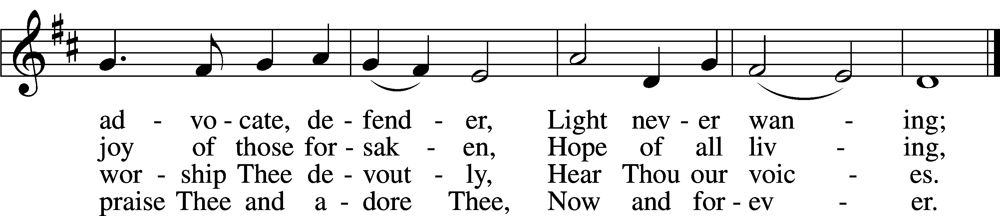 ad - vo - cate, de - fend - er, Light nev - er wan - ing;
joy of those for - sak - en, Hope of all liv - ing,
wor - ship Thee de - vout - ly, Hear Thou our voic - es.
praise Thee and a - dore Thee, Now and for - ev - er.